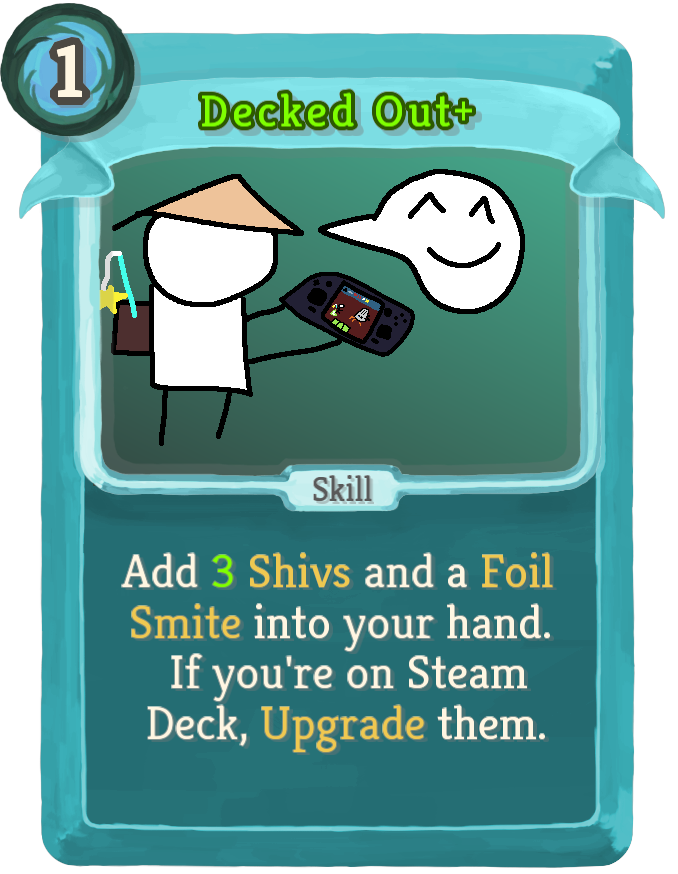 1
Decked Out+
Skill
Add 3 Shivs and a Foil
Smite into your hand.
If you're on Steam
Deck, Upgrade them.